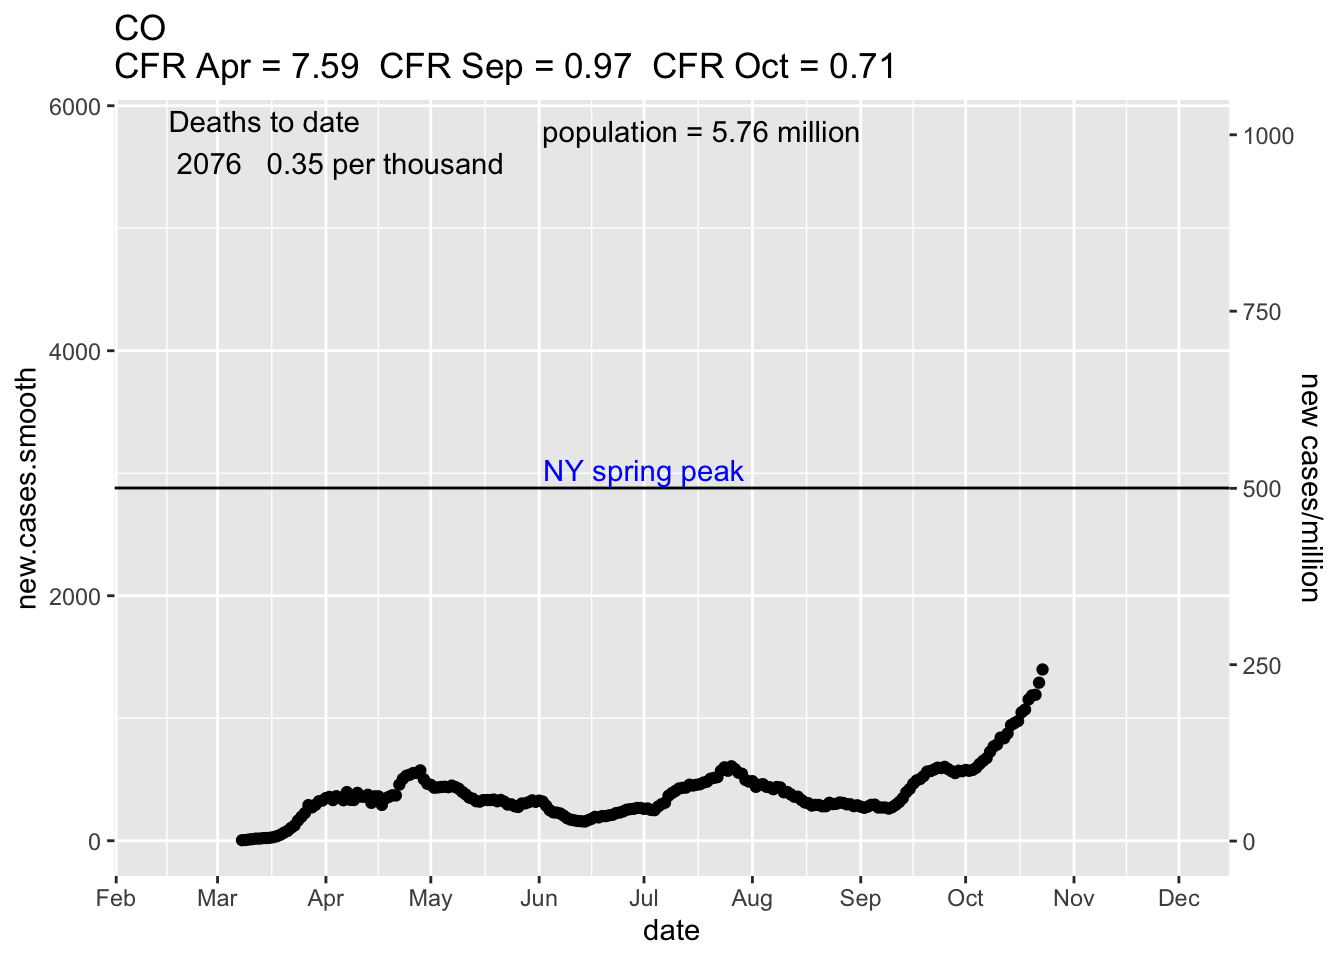 CO
CFR Apr = 7.59  CFR Sep = 0.97  CFR Oct = 0.71
Deaths to date
2076   0.35 per thousand
population = 5.76 million
NY spring peak
new.cases.smooth
6000
4000
2000
0
1000
750
500
250
0
new cases/million
Feb Mar Apr May Jun Jul Aug Sep Oct Nov Dec
date